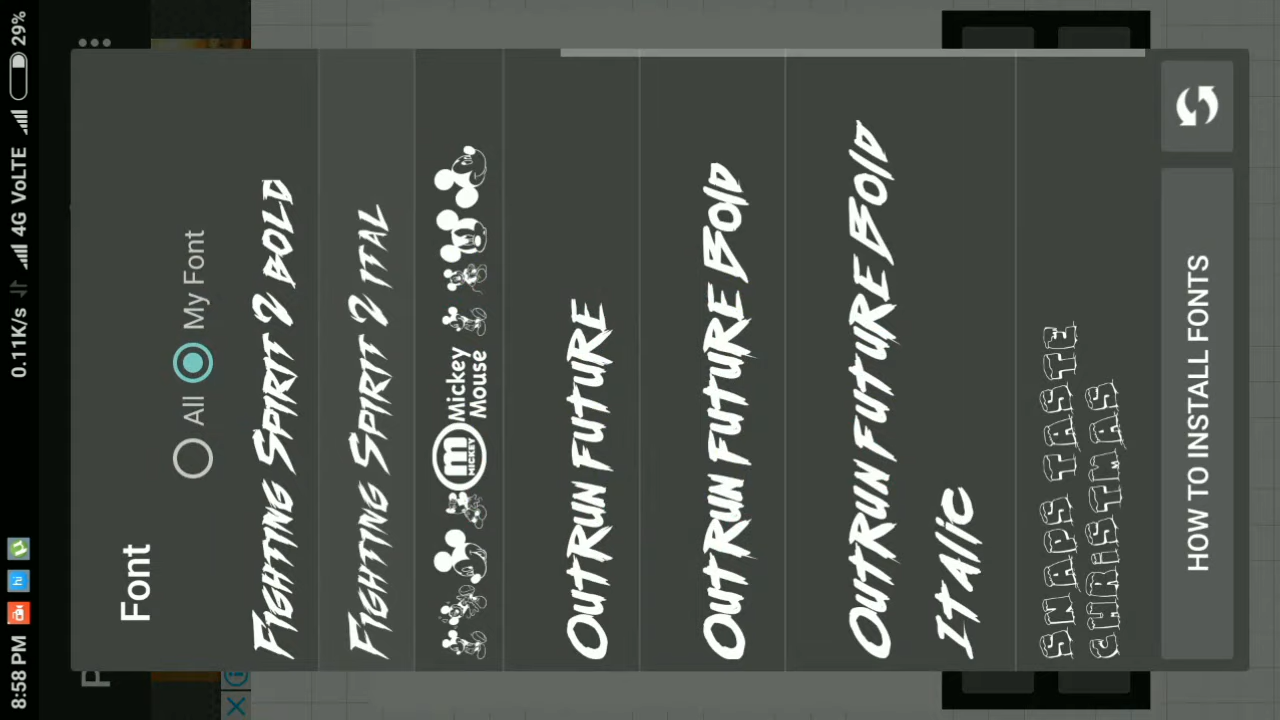 8:58 PM
hi
0.11K/s
4G VoLTE
29%
Font
All
My Font
Fighting Spirit 2 bold
Fighting Spirit 2 ital
m MICKEY Mickey Mouse
Outrun future
Outrun future Bold
Outrun future Bold
Italic
SNAPS TASTE
CHRiSTMAS
HOW TO INSTALL FONTS